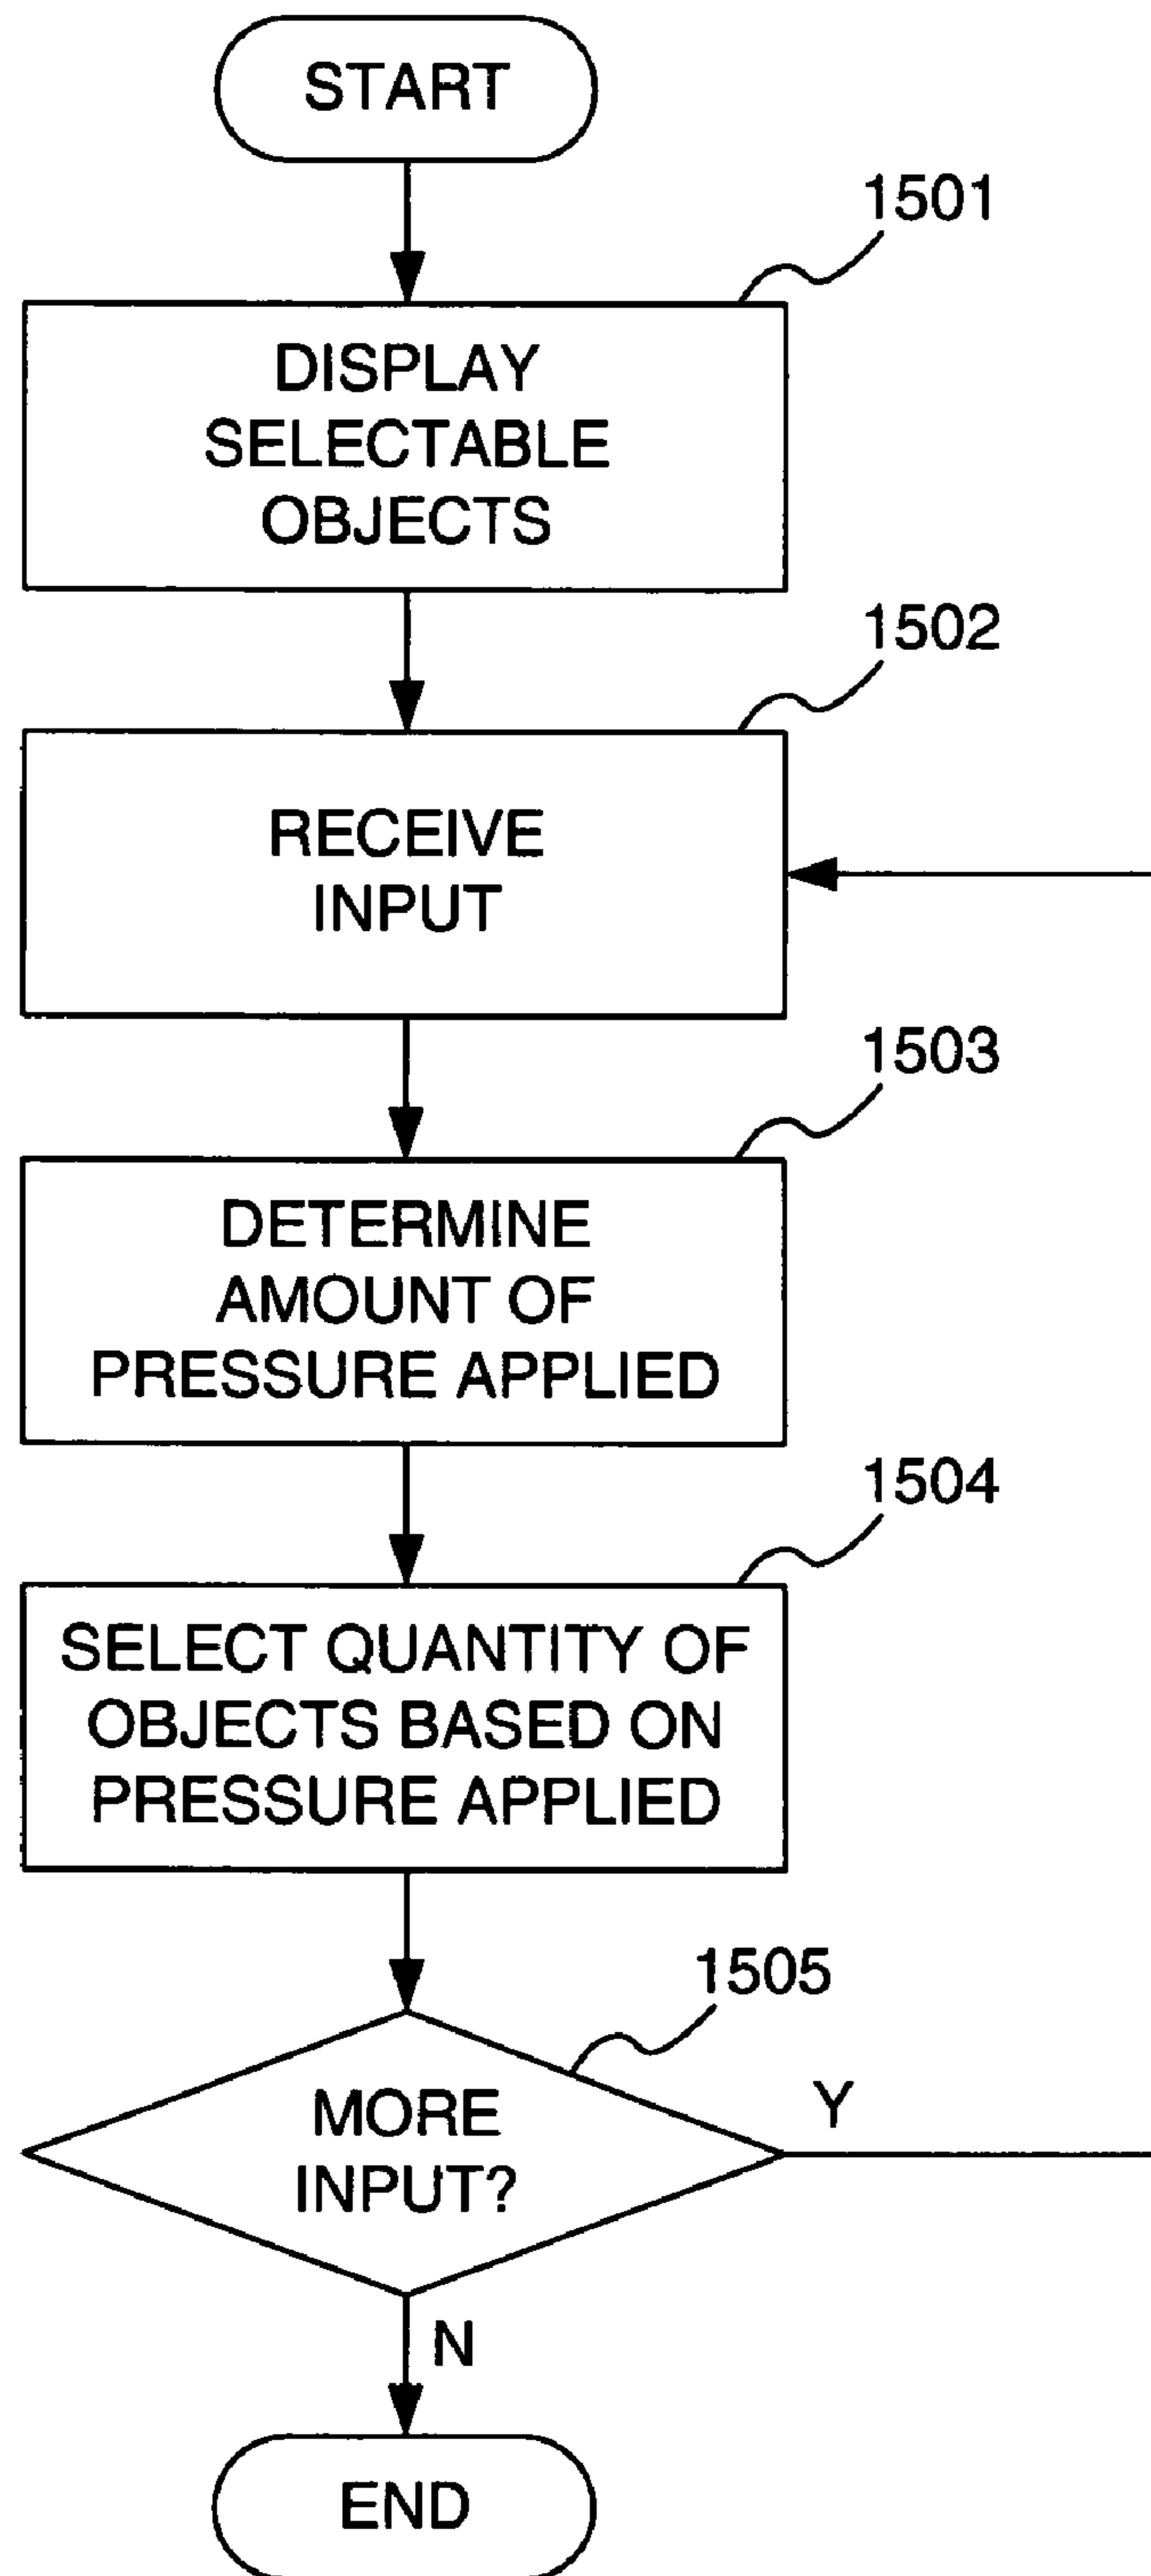 START
1501
DISPLAY
SELECTABLE
OBJECTS
1502
RECEIVE
INPUT
1503
DETERMINE
AMOUNT OF
PRESSURE APPLIED
1504
SELECT QUANTITY OF
OBJECTS BASED ON
PRESSURE APPLIED
1505
MORE
INPUT?
Y
N
END